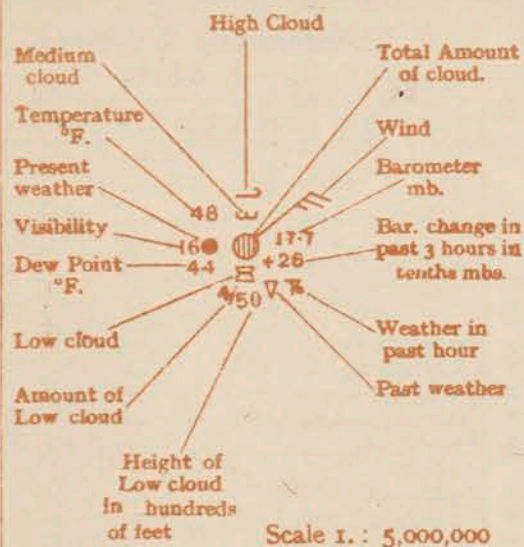 High Cloud
Medium
cloud
Total Amount
of cloud.
Temperature
°F.
Wind
Present
weather
Barometer
mb.
48
Visibility
16
17.7
Bar. change in
past 3 hours in
tenths mbs.
+26
Dew Point
°F.
44
4/50
Low cloud
Weather in
past hour
Amount of
Low cloud
Past weather
Height of
Low cloud
in hundreds
of feet
Scale 1. : 5,000,000